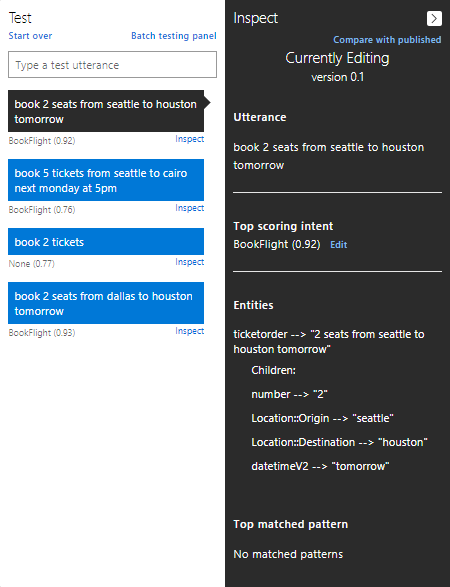 Test
Start over
Batch testing panel
Type a test utterance
book 2 seats from seattle to houston
tomorrow
BookFlight (0.92)
Inspect
book 5 tickets from seattle to cairo
next monday at 5pm
BookFlight (0.76)
Inspect
book 2 tickets
None (0.77)
Inspect
book 2 seats from dallas to houston
tomorrow
BookFlight (0.93)
Inspect
Inspect
Compare with published
Currently Editing
version 0.1
Utterance
book 2 seats from seattle to houston
tomorrow
Top scoring intent
BookFlight (0.92)
Edit
Entities
ticketorder --> "2 seats from seattle to
houston tomorrow"
Children:
number --> "2"
Location::Origin --> "seattle"
Location::Destination --> "houston"
datetimeV2 --> "tomorrow"
Top matched pattern
No matched patterns